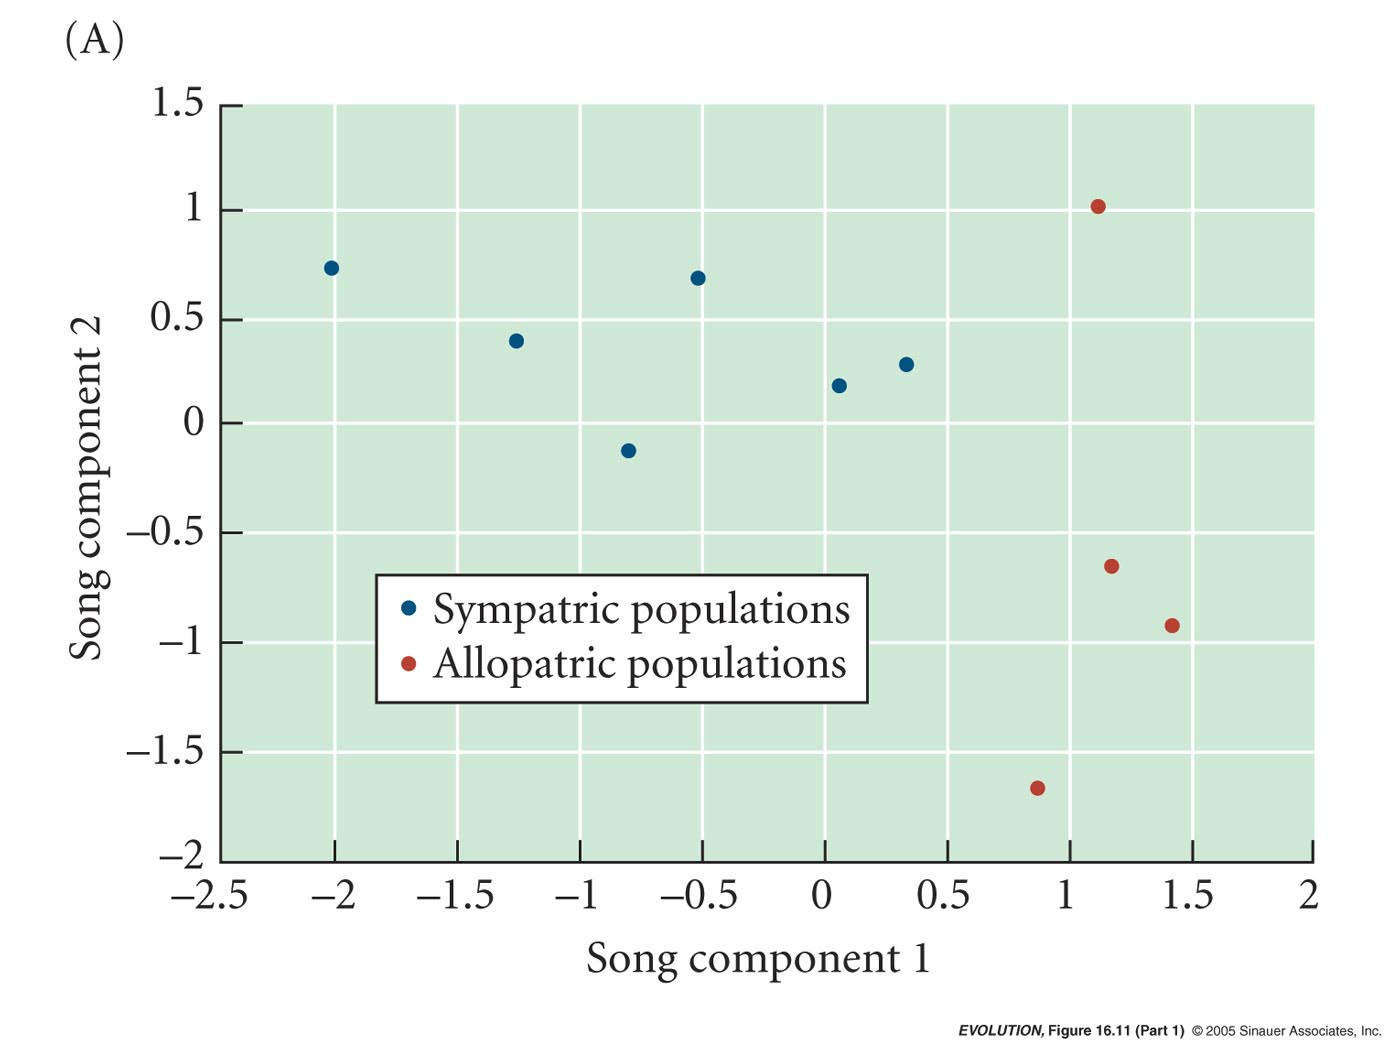 (A)
1.5
1
0.5
0
–0.5
–1
–1.5
–2
Song component 2
Sympatric populations
Allopatric populations
–2.5 –2 –1.5 –1 –0.5 0 0.5 1 1.5 2
Song component 1
EVOLUTION, Figure 16.11 (Part 1) © 2005 Sinauer Associates, Inc.